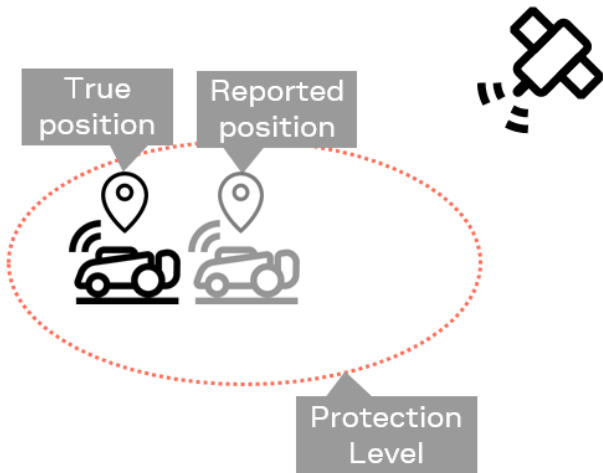 True
position
Reported
position
Protection
Level